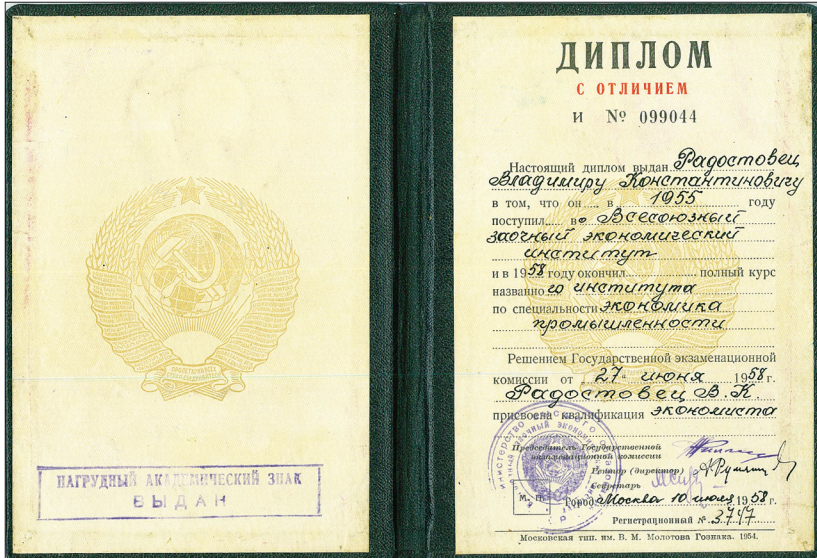 НАГРУДНЫЙ АКАДЕМИЧЕСКИЙ ЗНАК
ВЫДАН
ДИПЛОМ
С ОТЛИЧИЕМ
И № 099044
Настоящий диплом выдан Радостовец
Владимиру Константиновичу
в том, что он.... в 1955 году
поступил.... во Всесоюзный
заочный экономический
институт
и в 1958 году окончил.... полный курс
названного института
по специальности экономика
промышленности
Решением Государственной экзаменационной
комиссии от 27 июня 1958 г.
Радостовец В. К.
присвоена квалификация экономиста
Председатель Государственной
экзаменационной комиссии
Ректор (директор)
Секретарь
М. П.
Город Москва 10 июля 1958 г.
Регистрационный № 3747
Московская тип. им. В. М. Молотова Гознака. 1954.